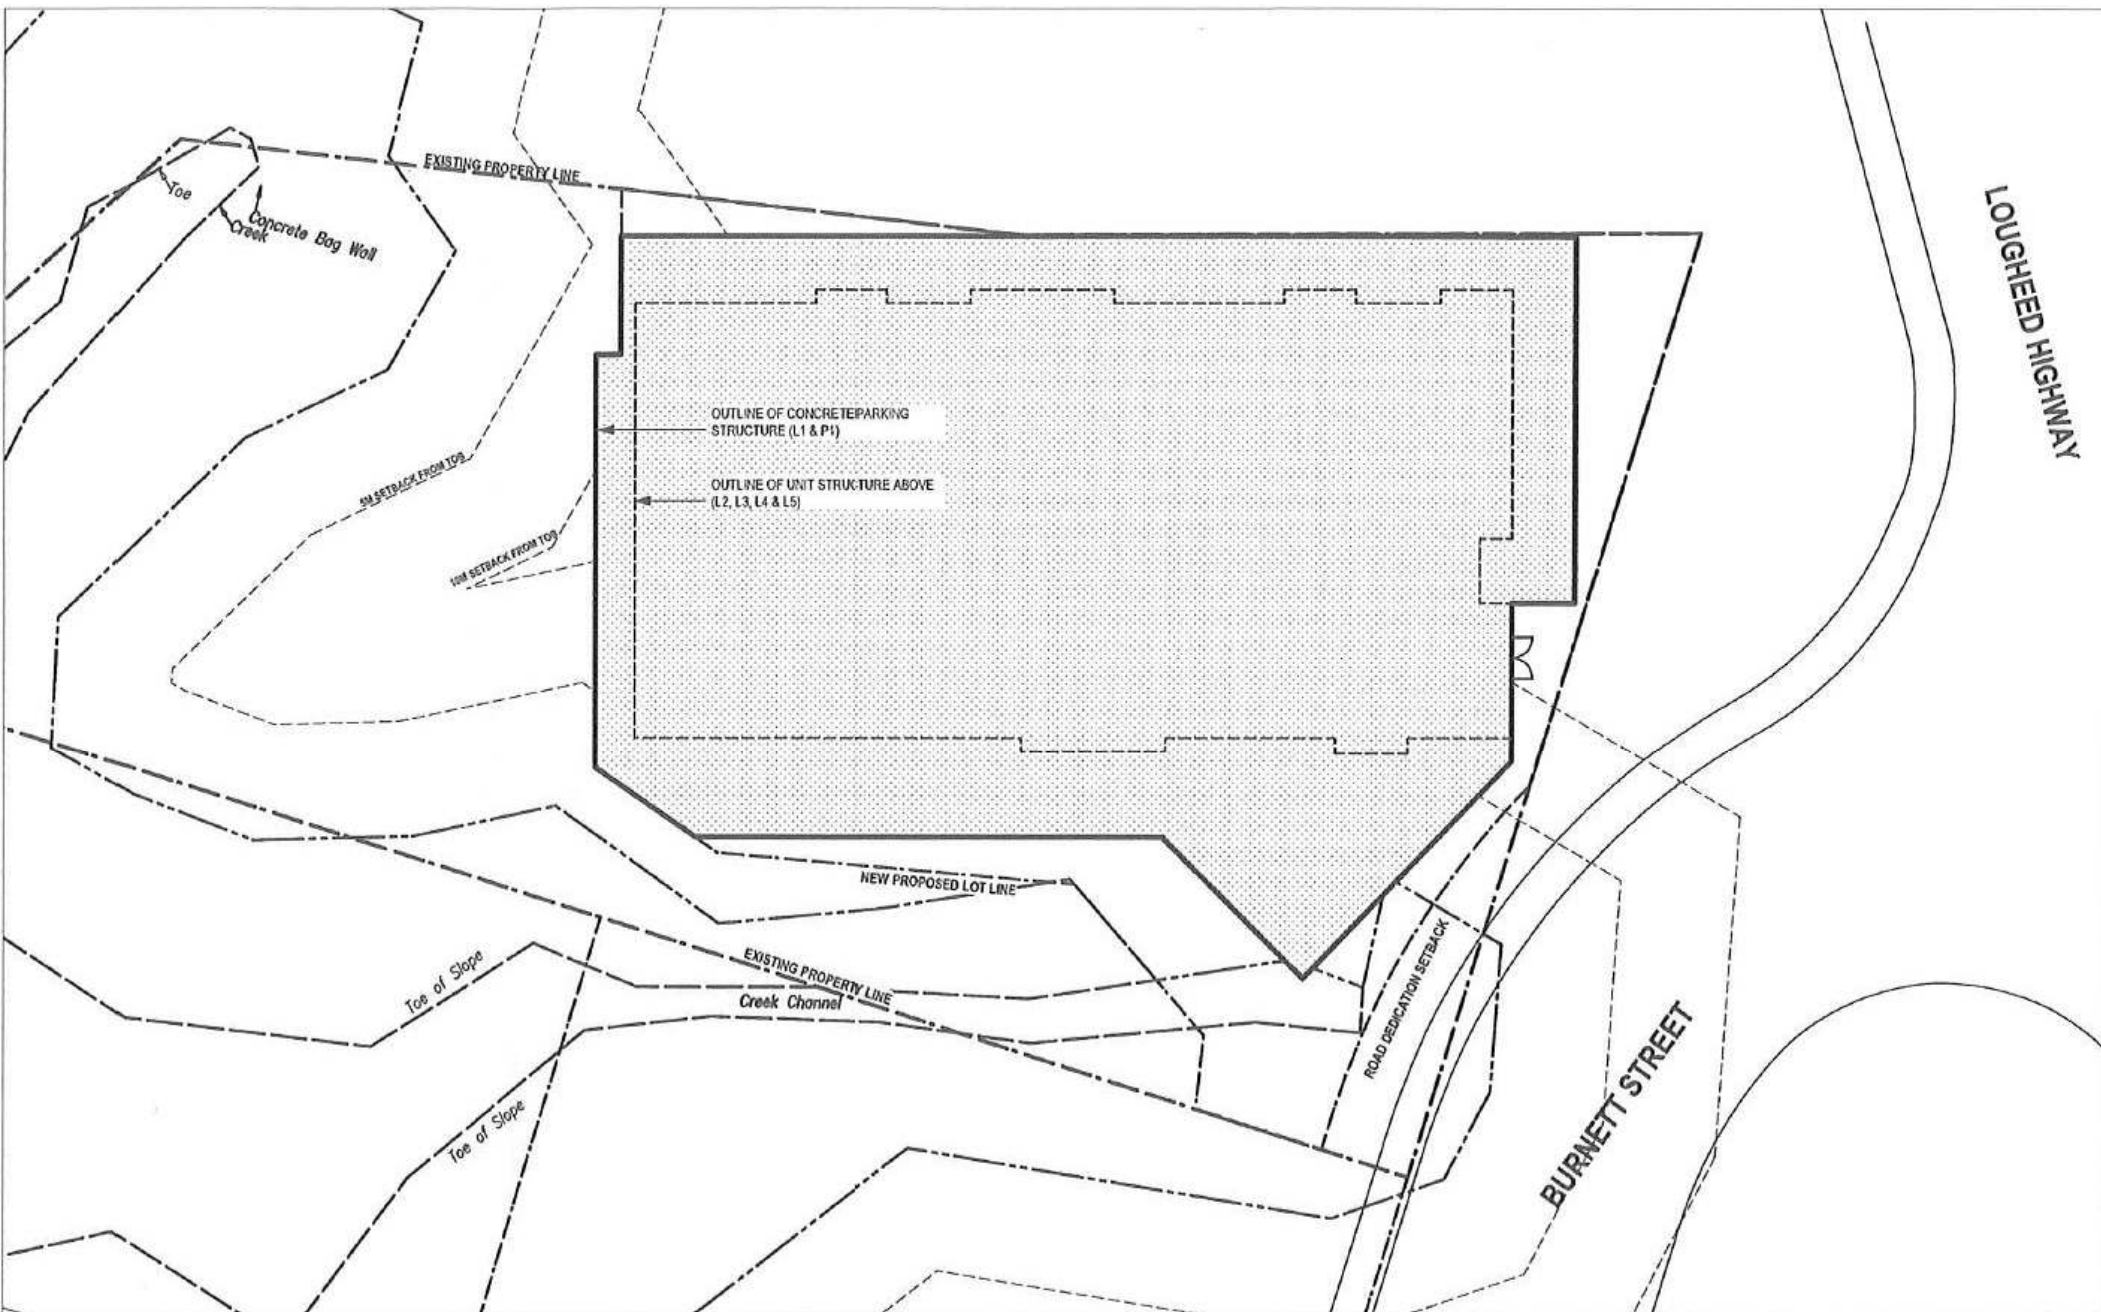 EXISTING PROPERTY LINE
Toe
Concrete Bag Wall
Creek
LOUGHEED HIGHWAY
OUTLINE OF CONCRETE PARKING
STRUCTURE (L1 & P1)
5M SETBACK FROM TOB
OUTLINE OF UNIT STRUCTURE ABOVE
(L2, L3, L4 & L5)
10M SETBACK FROM TOB
NEW PROPOSED LOT LINE
EXISTING PROPERTY LINE
Toe of Slope
Creek Channel
ROAD DEDICATION SETBACK
BURNETT STREET
Toe of Slope